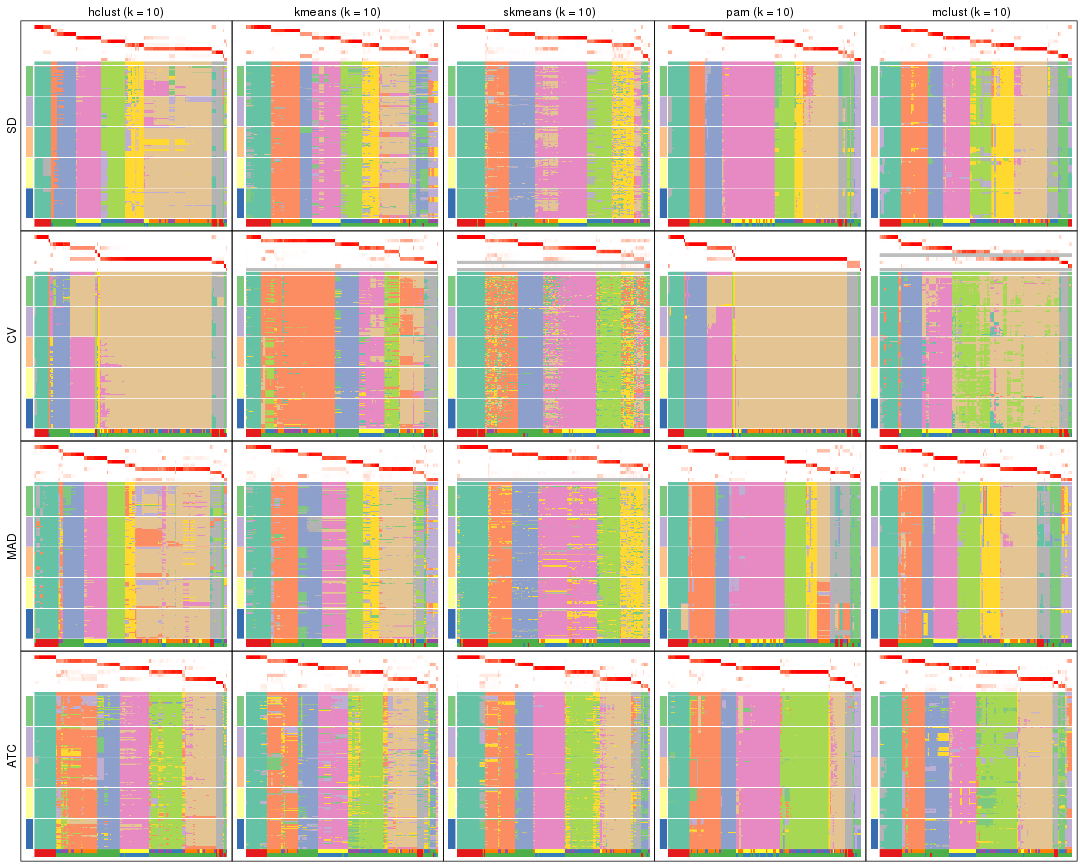 hclust (k = 10) kmeans (k = 10) skmeans (k = 10) pam (k = 10) mclust (k = 10)
SD
CV
MAD
ATC